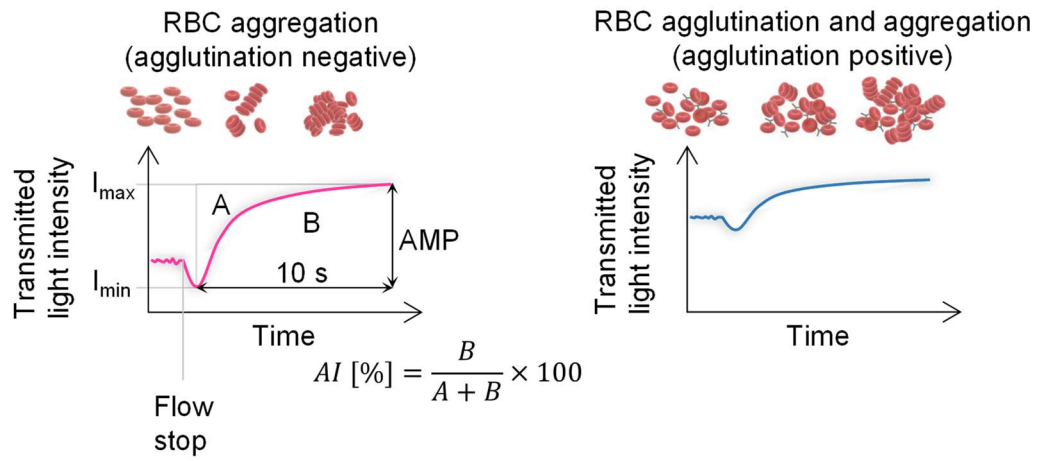 RBC aggregation
(agglutination negative)
Transmitted
light intensity
Imax
Imin
A
B
AMP
10 s
Time
Flow
stop
AI [%] = B / A + B × 100
RBC agglutination and aggregation
(agglutination positive)
Transmitted
light intensity
Time